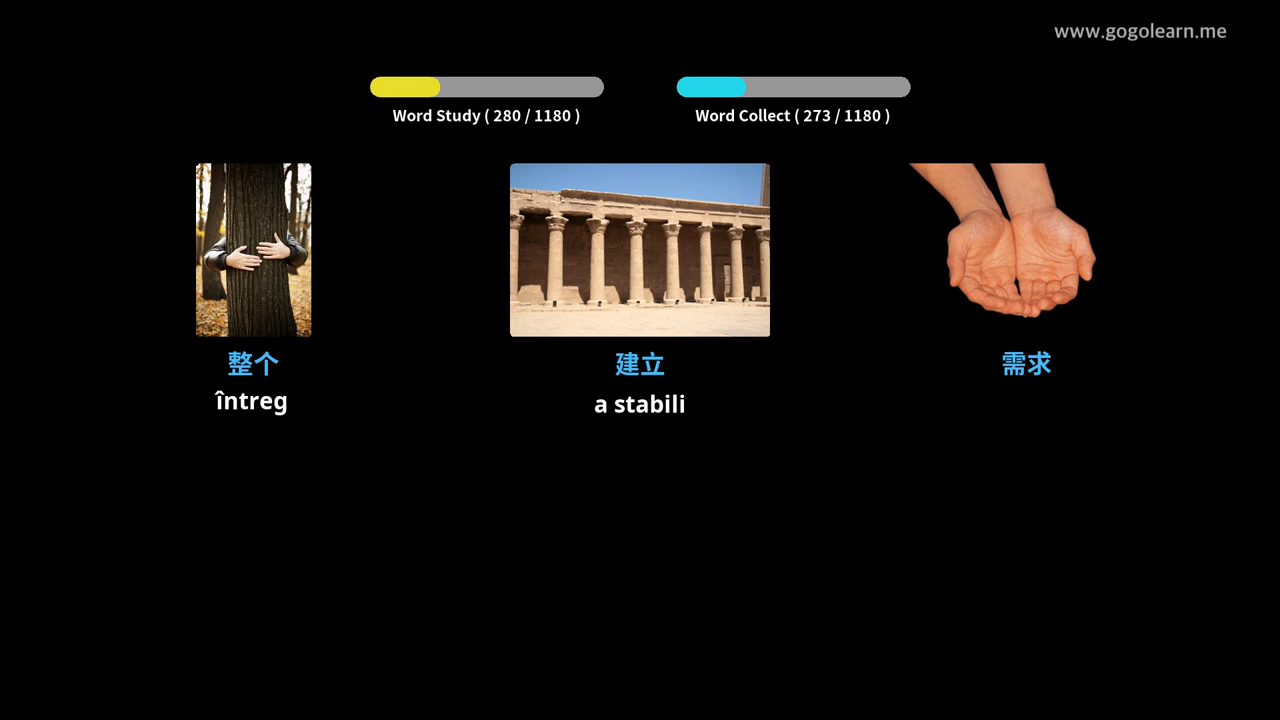 www.gogolearn.me
Word Study ( 280 / 1180 )
Word Collect ( 273 / 1180 )
整个
建立
需求
întreg
a stabili